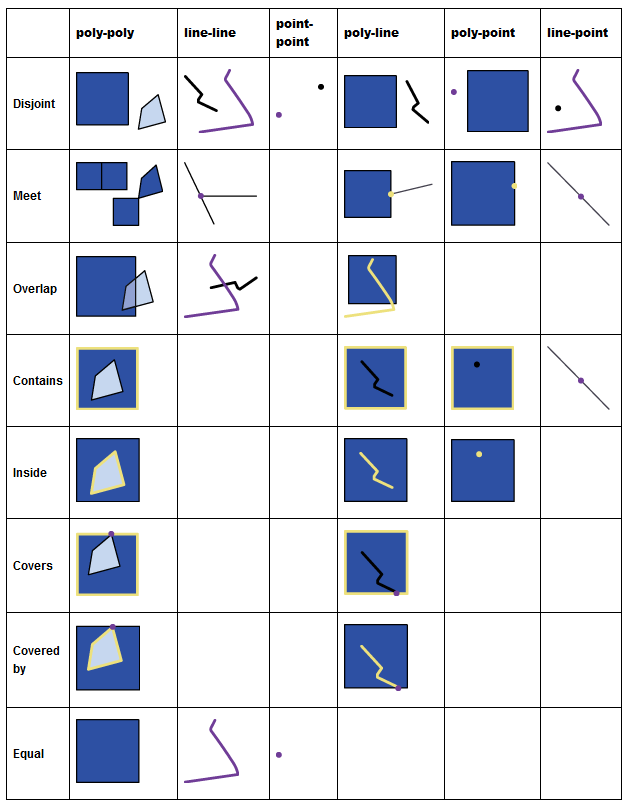 poly-poly line-line point- poly-line poly-point line-point
point
Disjoint
Meet
Overlap
Contains
Inside
Covers
Covered
by
Equal